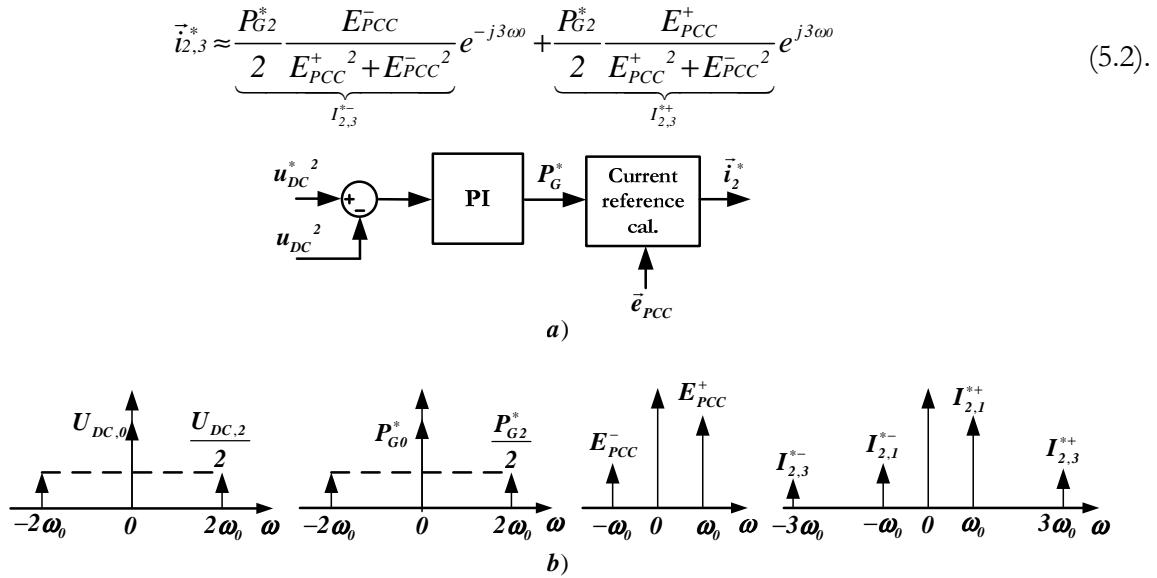 i⃗*2,3 ≈ P*G2/2 E−PCC/(E+PCC² + E−PCC²) e^−j3ω0 + P*G2/2 E+PCC/(E+PCC² + E−PCC²) e^j3ω0 (5.2).
I*−2,3 I*+2,3
u*DC² + − PI P*G Current reference cal. i⃗*2
uDC²
e⃗PCC
a)
UDC,0 UDC,2/2 −2ω0 0 2ω0 ω
P*G0 P*G2/2 −2ω0 0 2ω0 ω
E−PCC E+PCC −ω0 0 ω0 ω
I*−2,3 I*−2,1 I*+2,1 I*+2,3 −3ω0 −ω0 0 ω0 3ω0 ω
b)